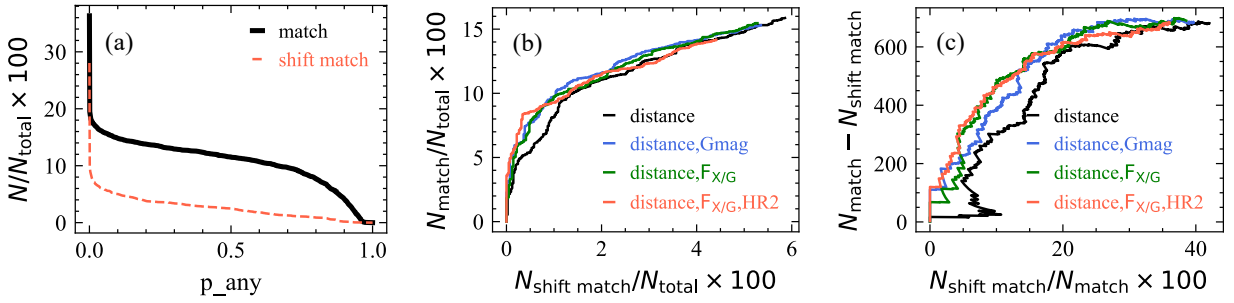 (a)
match
shift match
N/N_total × 100
30
20
10
0
0.0
0.5
1.0
p_any
(b)
distance
distance,Gmag
distance,F_X/G
distance,F_X/G,HR2
N_match/N_total × 100
15
10
5
0
0
2
4
6
N_shift match/N_total × 100
(c)
distance
distance,Gmag
distance,F_X/G
distance,F_X/G,HR2
N_match − N_shift match
600
400
200
0
0
20
40
N_shift match/N_match × 100